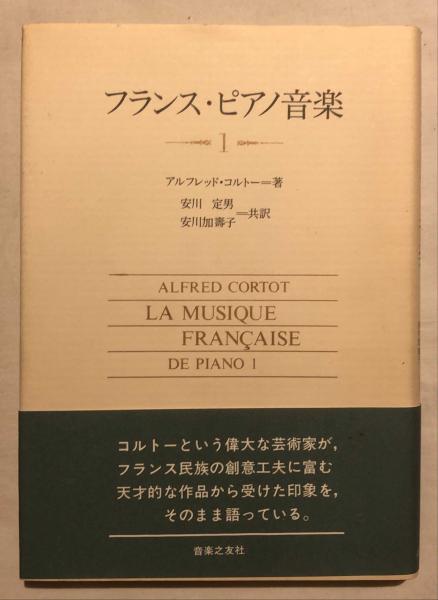 フランス・ピアノ音楽
1
アルフレッド・コルトー=著
安川 定男
安川加壽子=共訳
ALFRED CORTOT
LA MUSIQUE
FRANÇAISE
DE PIANO 1
コルトーという偉大な芸術家が,
フランス民族の創意工夫に富む
天才的な作品から受けた印象を,
そのまま語っている。
音楽之友社